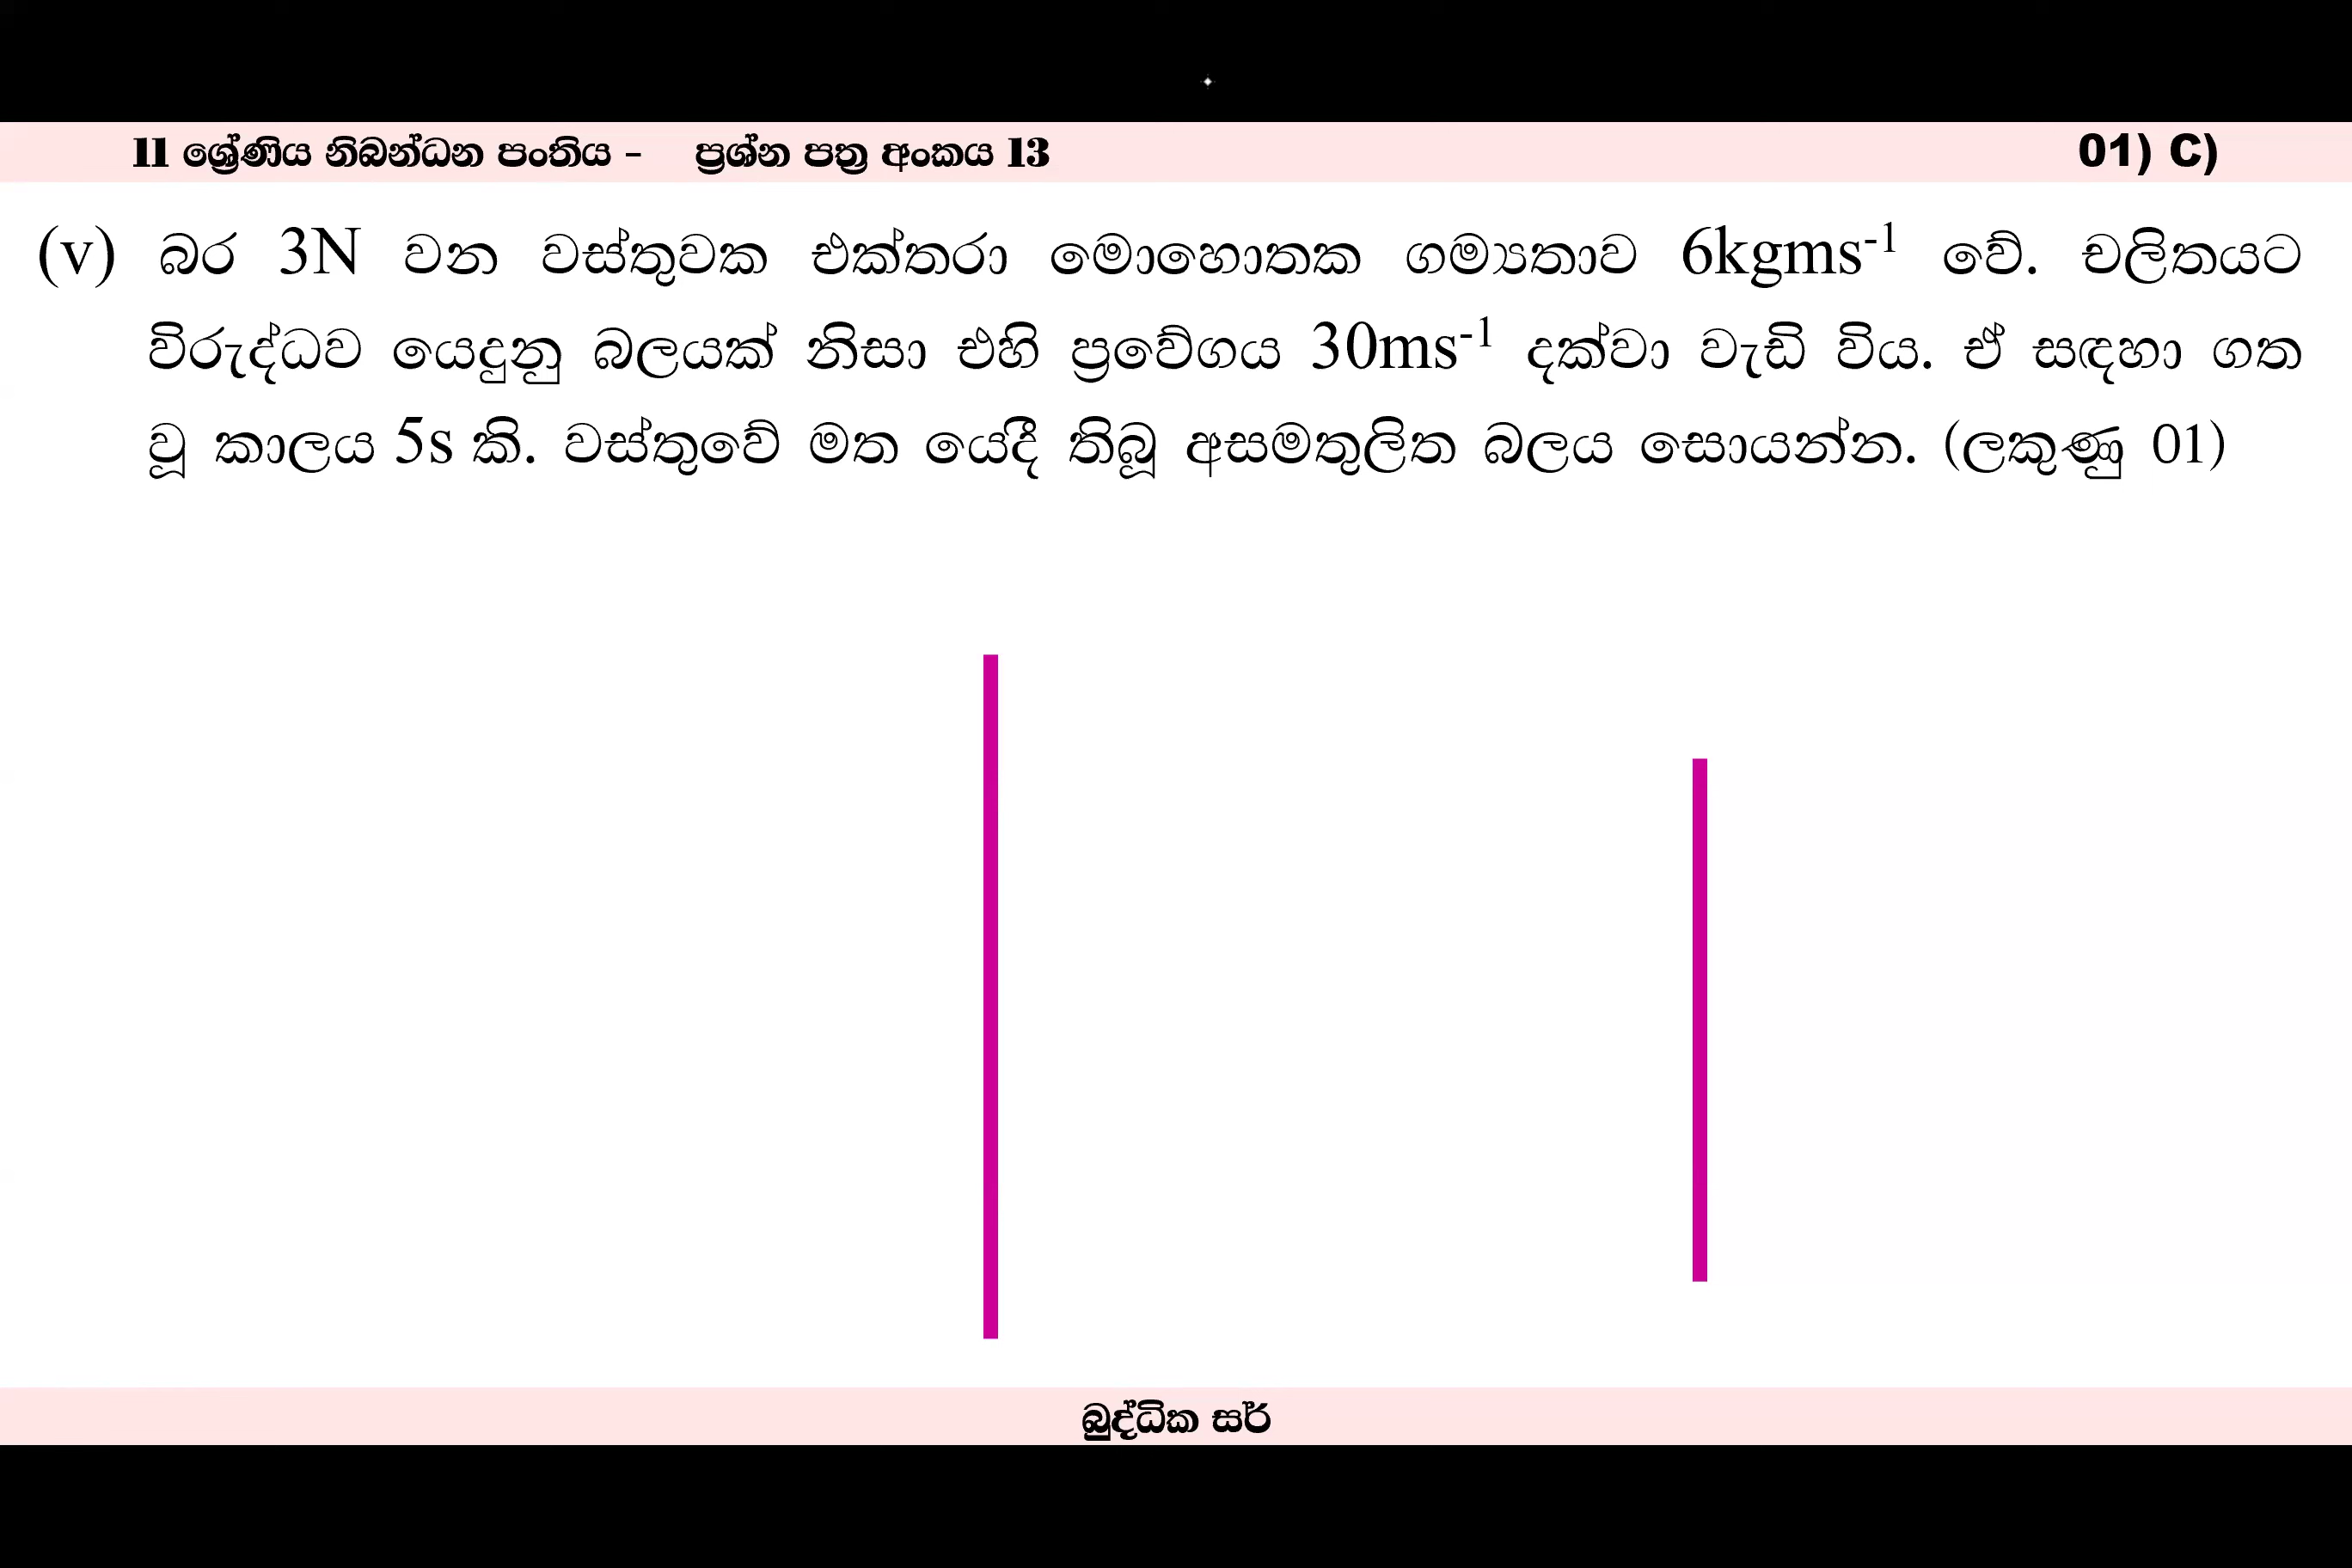 11 ශ්‍රේණිය නිබන්ධන පංතිය - ප්‍රශ්න පත්‍ර අංකය 13 01) C)
(v) බර 3N වන වස්තුවක එක්තරා මොහොතක ගම්‍යතාව 6kgms⁻¹ වේ. චලිතයට
විරුද්ධව යෙදුනු බලයක් නිසා එහි ප්‍රවේගය 30ms⁻¹ දක්වා වැඩි විය. ඒ සඳහා ගත
වූ කාලය 5s කි. වස්තුවේ මත යේදී තිබූ අසමතුලිත බලය සොයන්න. (ලකුණු 01)
බුද්ධික සර්